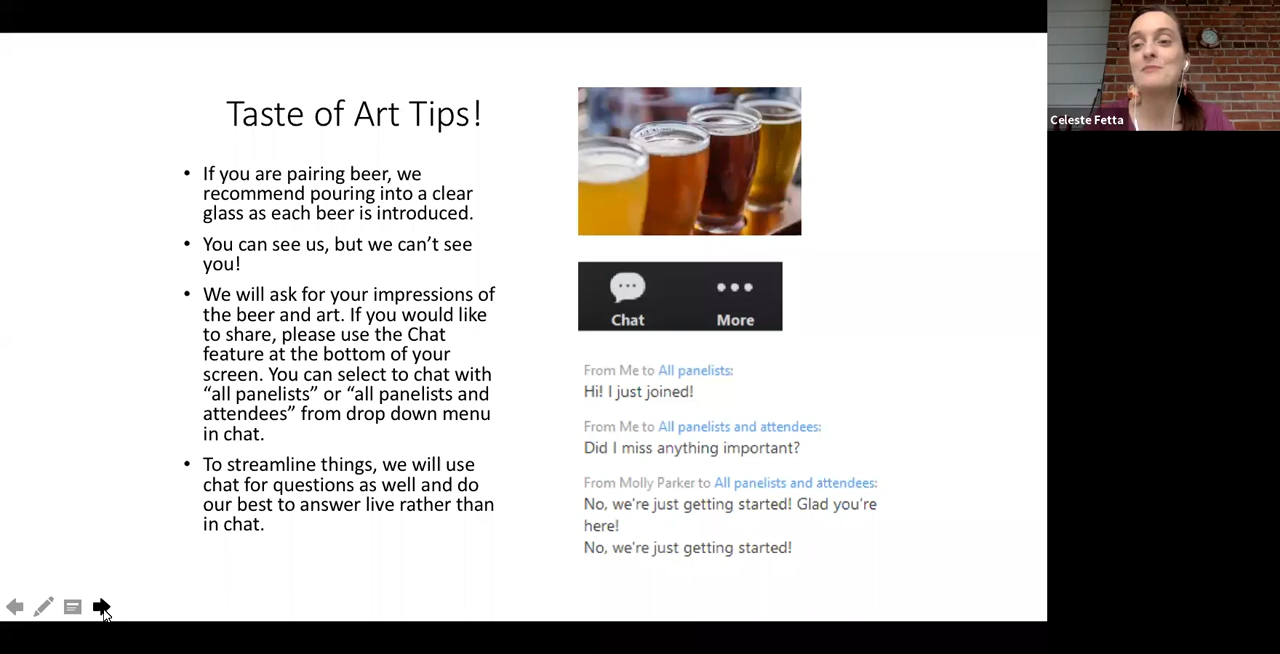 Taste of Art Tips!
• If you are pairing beer, we
recommend pouring into a clear
glass as each beer is introduced.
• You can see us, but we can’t see
you!
• We will ask for your impressions of
the beer and art. If you would like
to share, please use the Chat
feature at the bottom of your
screen. You can select to chat with
“all panelists” or “all panelists and
attendees” from drop down menu
in chat.
• To streamline things, we will use
chat for questions as well and do
our best to answer live rather than
in chat.
Chat
More
From Me to All panelists:
Hi! I just joined!
From Me to All panelists and attendees:
Did I miss anything important?
From Molly Parker to All panelists and attendees:
No, we're just getting started! Glad you're
here!
No, we're just getting started!
Celeste Fetta